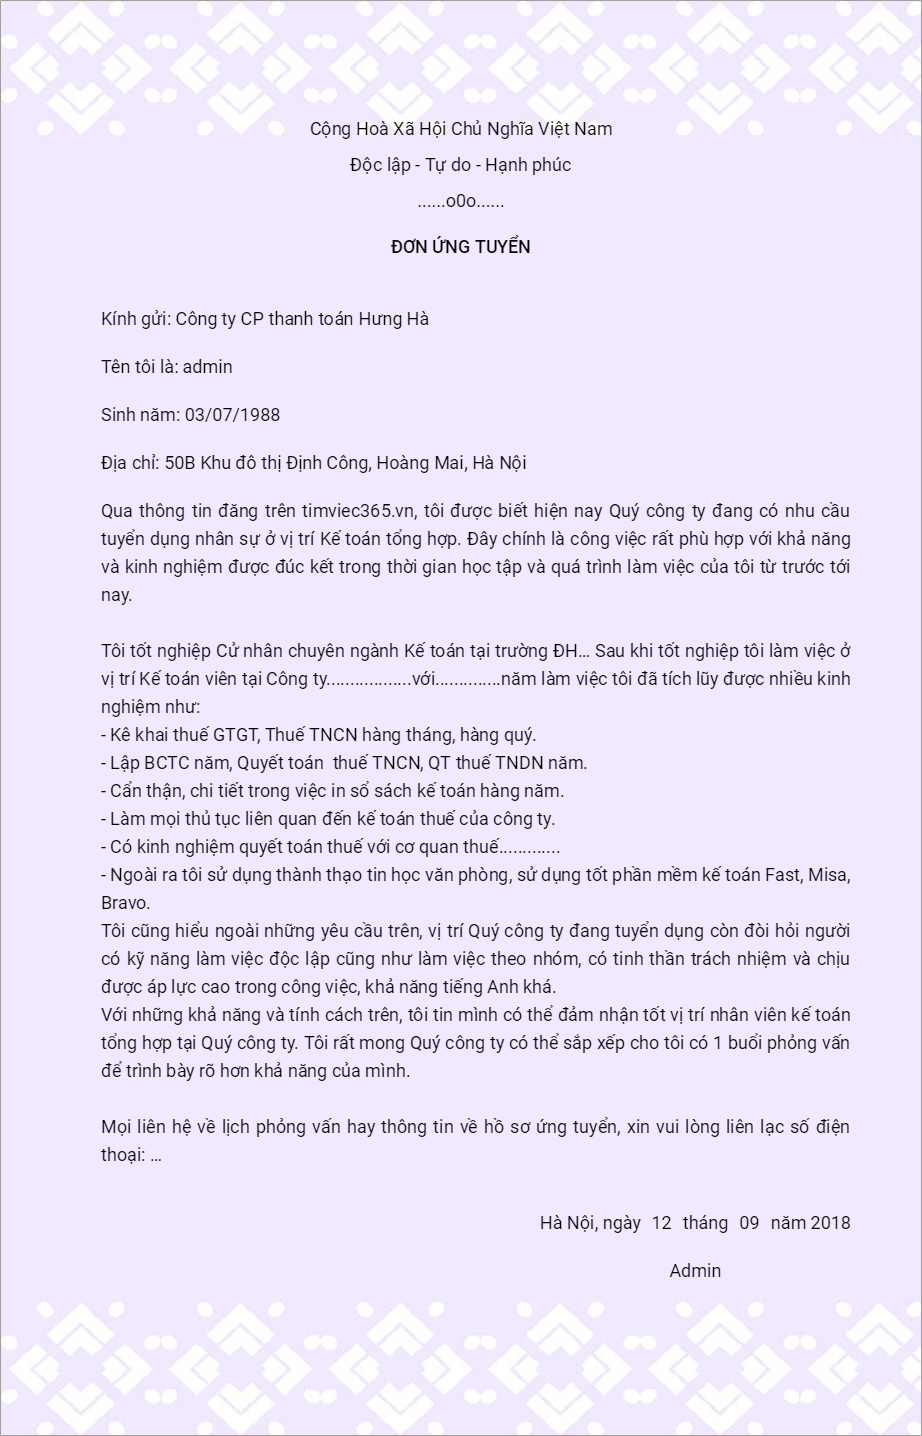 Cộng Hoà Xã Hội Chủ Nghĩa Việt Nam
Độc lập - Tự do - Hạnh phúc
......o0o......
ĐƠN ỨNG TUYỂN
Kính gửi: Công ty CP thanh toán Hưng Hà
Tên tôi là: admin
Sinh năm: 03/07/1988
Địa chỉ: 50B Khu đô thị Định Công, Hoàng Mai, Hà Nội
Qua thông tin đăng trên timviec365.vn, tôi được biết hiện nay Quý công ty đang có nhu cầu
tuyển dụng nhân sự ở vị trí Kế toán tổng hợp. Đây chính là công việc rất phù hợp với khả năng
và kinh nghiệm được đúc kết trong thời gian học tập và quá trình làm việc của tôi từ trước tới
nay.
Tôi tốt nghiệp Cử nhân chuyên ngành Kế toán tại trường ĐH... Sau khi tốt nghiệp tôi làm việc ở
vị trí Kế toán viên tại Công ty..................với..............năm làm việc tôi đã tích lũy được nhiều kinh
nghiệm như:
- Kê khai thuế GTGT, Thuế TNCN hàng tháng, hàng quý.
- Lập BCTC năm, Quyết toán  thuế TNCN, QT thuế TNDN năm.
- Cẩn thận, chi tiết trong việc in sổ sách kế toán hàng năm.
- Làm mọi thủ tục liên quan đến kế toán thuế của công ty.
- Có kinh nghiệm quyết toán thuế với cơ quan thuế.............
- Ngoài ra tôi sử dụng thành thạo tin học văn phòng, sử dụng tốt phần mềm kế toán Fast, Misa,
Bravo.
Tôi cũng hiểu ngoài những yêu cầu trên, vị trí Quý công ty đang tuyển dụng còn đòi hỏi người
có kỹ năng làm việc độc lập cũng như làm việc theo nhóm, có tinh thần trách nhiệm và chịu
được áp lực cao trong công việc, khả năng tiếng Anh khá.
Với những khả năng và tính cách trên, tôi tin mình có thể đảm nhận tốt vị trí nhân viên kế toán
tổng hợp tại Quý công ty. Tôi rất mong Quý công ty có thể sắp xếp cho tôi có 1 buổi phỏng vấn
để trình bày rõ hơn khả năng của mình.
Mọi liên hệ về lịch phỏng vấn hay thông tin về hồ sơ ứng tuyển, xin vui lòng liên lạc số điện
thoại: ...
Hà Nội, ngày 12 tháng 09 năm 2018
Admin